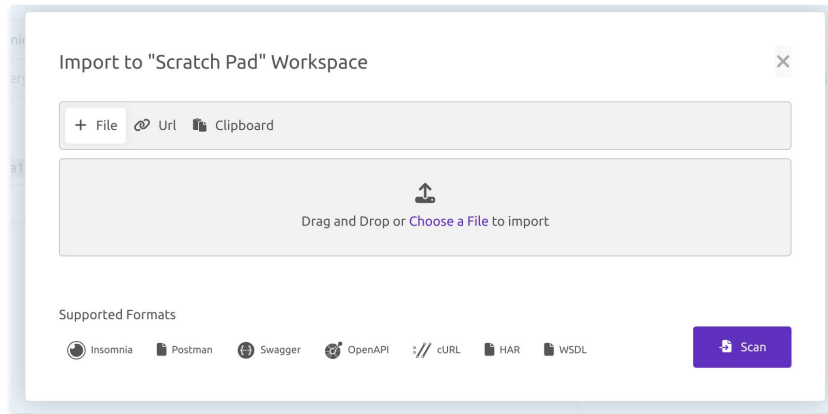 Import to "Scratch Pad" Workspace
File Url Clipboard
Drag and Drop or Choose a File to import
Supported Formats
Insomnia Postman Swagger OpenAPI cURL HAR WSDL
Scan